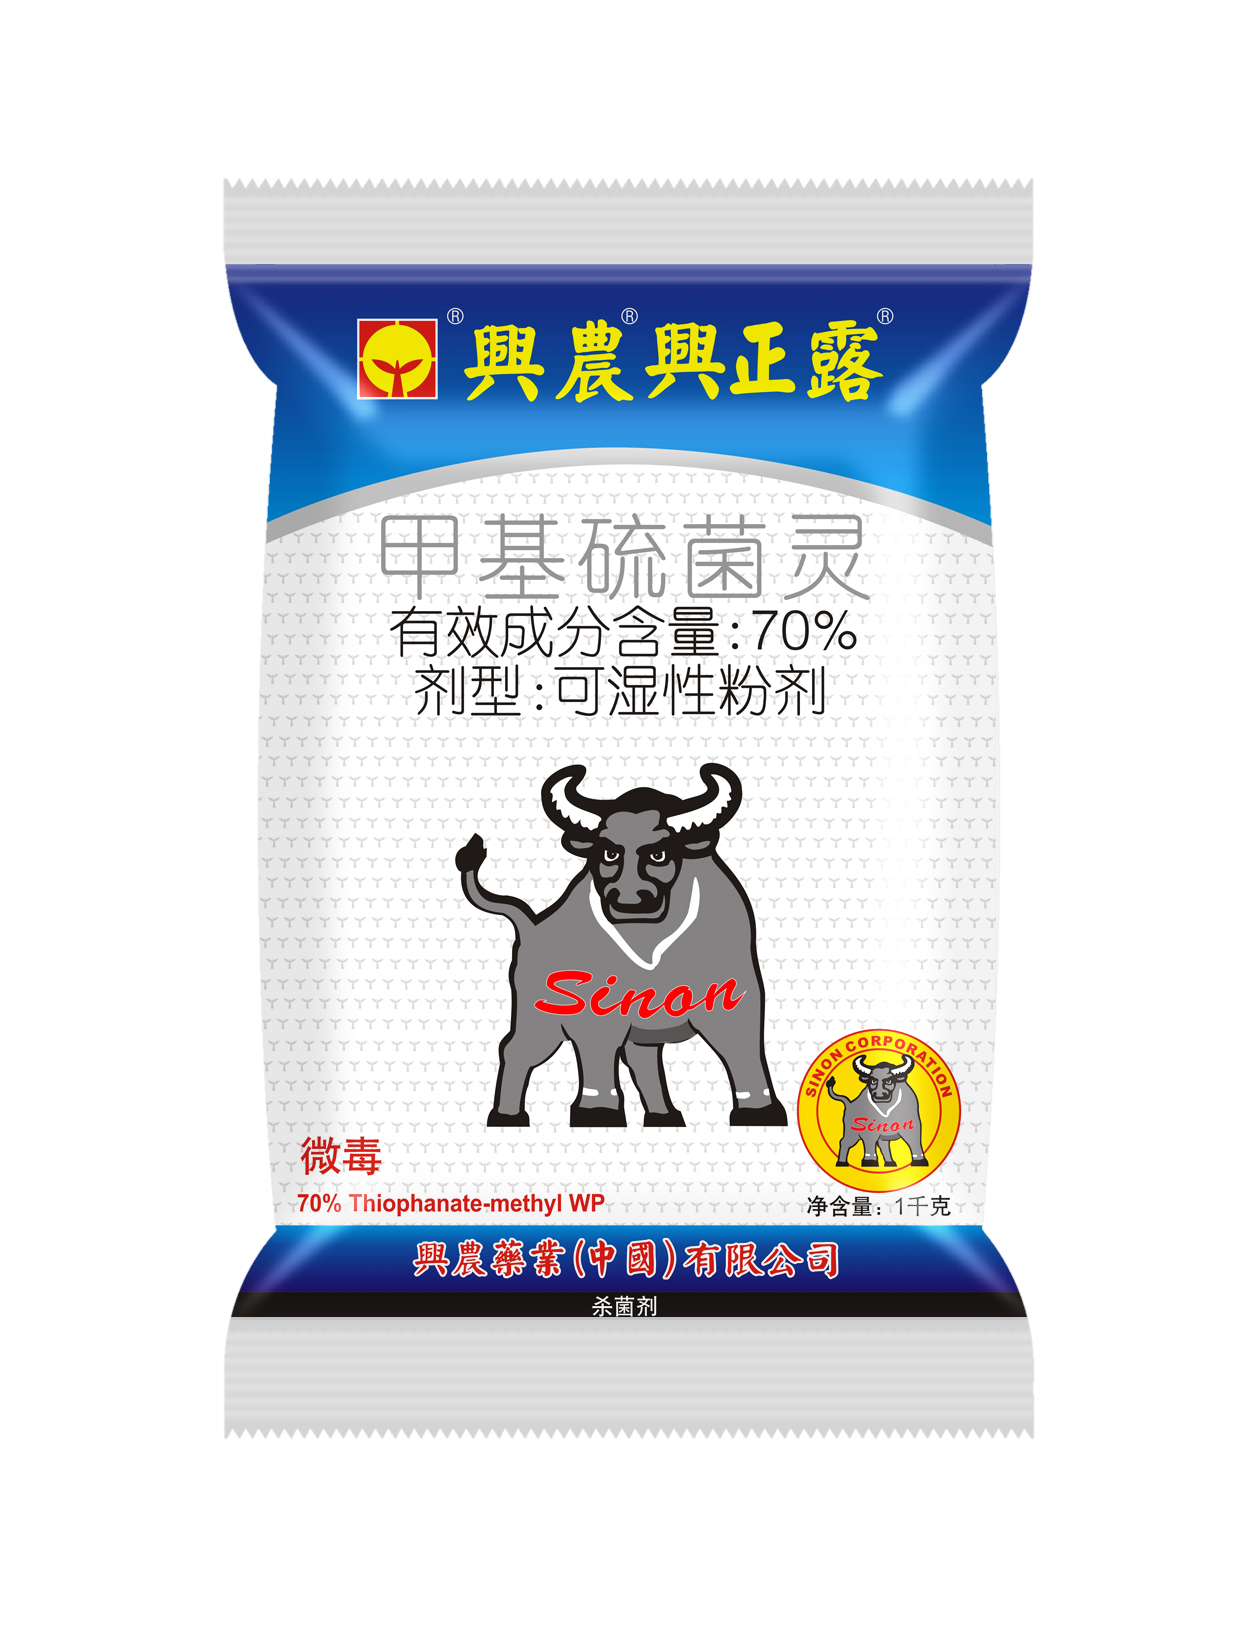 ®興農®興正露®
甲基硫菌灵
有效成分含量:70%
剂型:可湿性粉剂
Sinon
SINON CORPORATION
Sinon
微毒
70% Thiophanate-methyl WP
净含量：1千克
興農藥業(中國)有限公司
杀菌剂